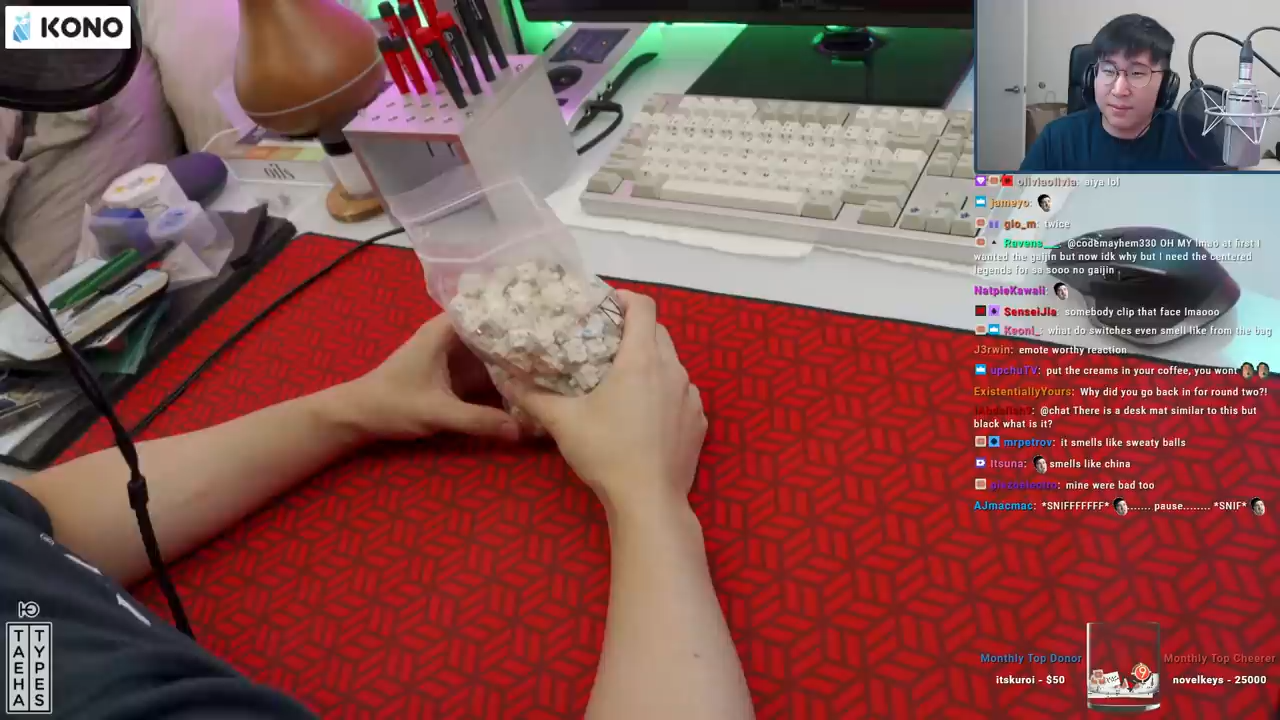 KONO
oils
oliviaolivia: aiya lol
jameyo:
gio_m: twice
Ravens__: @codemayhem330 OH MY lmao at first I
wanted the gaijin but now idk why but I need the centered
legends for sa sooo no gaijin
NatpieKawaii:
SenseiJia: somebody clip that face lmaooo
Keoni_: what do switches even smell like from the bag
J3rwin: emote worthy reaction
upchuTV: put the creams in your coffee, you wont
ExistentiallyYours: Why did you go back in for round two?!
@chat There is a desk mat similar to this but
black what is it?
mrpetrov: it smells like sweaty balls
Itsuna: smells like china
mine were bad too
AJmacmac: *SNIFFFFFFF* ....... pause........ *SNIF*
TAEHA
TYPES
Monthly Top Donor
itskuroi - $50
Monthly Top Cheerer
novelkeys - 25000